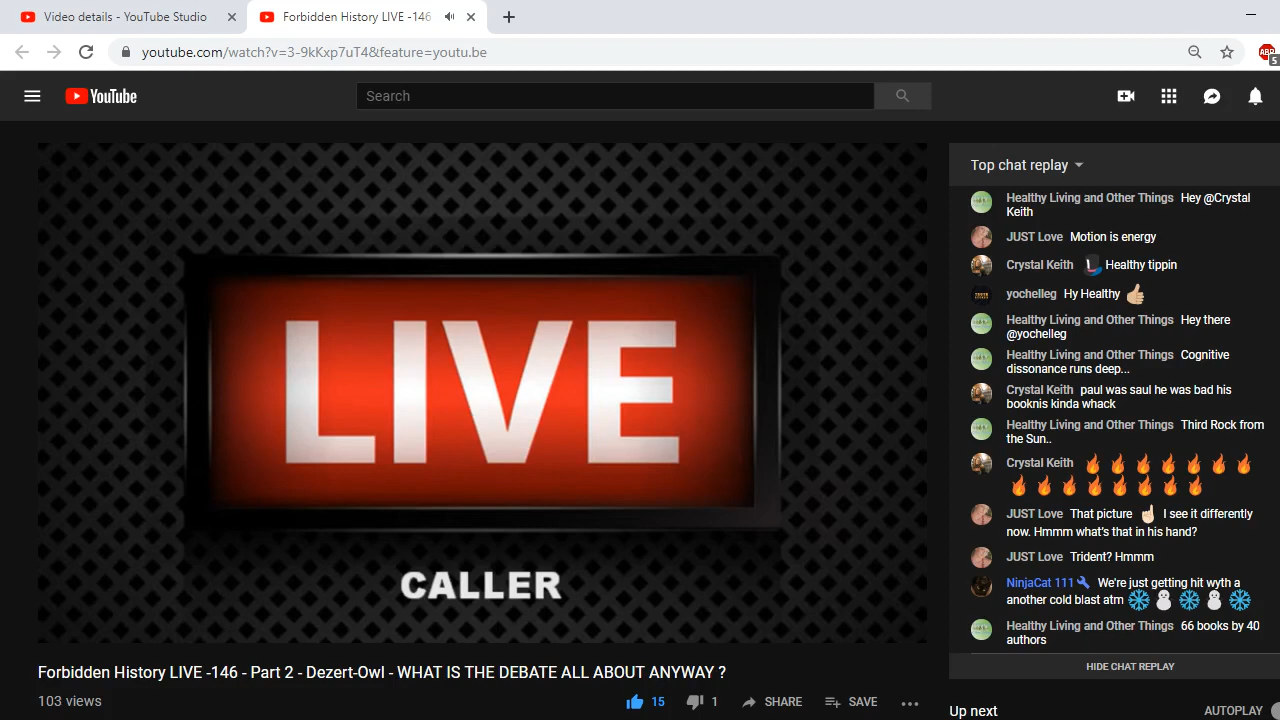 Video details - YouTube Studio
Forbidden History LIVE -146
youtube.com/watch?v=3-9kKxp7uT4&feature=youtu.be
ABP
5
YouTube
Search
LIVE
CALLER
Forbidden History LIVE -146 - Part 2 - Dezert-Owl - WHAT IS THE DEBATE ALL ABOUT ANYWAY ?
103 views
15
1
SHARE
SAVE
Top chat replay
Healthy Living and Other Things Hey @Crystal
Keith
JUST Love Motion is energy
Crystal Keith 🎩 Healthy tippin
yochelleg Hy Healthy 👍🏼
Healthy Living and Other Things Hey there
@yochelleg
Healthy Living and Other Things Cognitive
dissonance runs deep...
Crystal Keith paul was saul he was bad his
booknis kinda whack
Healthy Living and Other Things Third Rock from
the Sun..
Crystal Keith 🔥🔥🔥🔥🔥🔥🔥
🔥🔥🔥🔥🔥🔥🔥🔥
JUST Love That picture ☝🏻 I see it differently
now. Hmmm what's that in his hand?
JUST Love Trident? Hmmm
NinjaCat 111 We're just getting hit wyth a
another cold blast atm ❄⛄❄⛄❄
Healthy Living and Other Things 66 books by 40
authors
HIDE CHAT REPLAY
Up next
AUTOPLAY